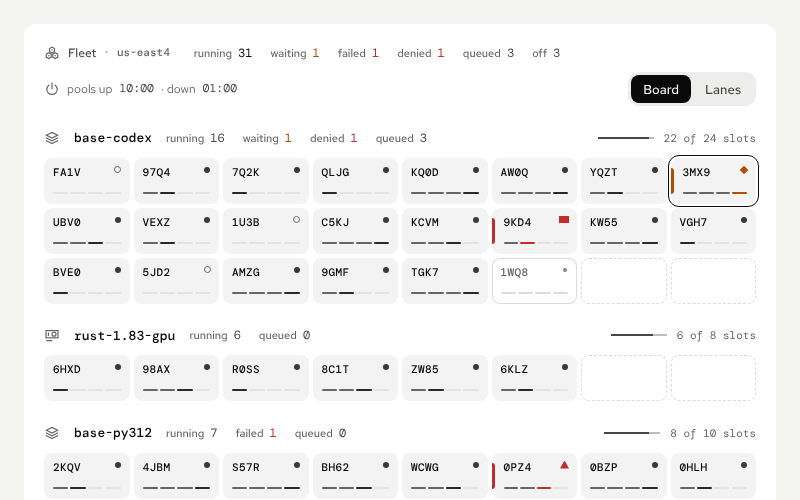 Fleet · us-east4 running 31 waiting 1 failed 1 denied 1 queued 3 off 3
pools up 10:00 · down 01:00 Board Lanes
base-codex running 16 waiting 1 denied 1 queued 3 22 of 24 slots
FA1V 97Q4 7Q2K QLJG KQ0D AW0Q YQZT 3MX9
UBV0 VEXZ 1U3B C5KJ KCVM 9KD4 KW55 VGH7
BVE0 5JD2 AMZG 9GMF TGK7 1WQ8
rust-1.83-gpu running 6 queued 0 6 of 8 slots
6HXD 98AX R0SS 8C1T ZW85 6KLZ
base-py312 running 7 failed 1 queued 0 8 of 10 slots
2KQV 4JBM S57R BH62 WCWG 0PZ4 0BZP 0HLH